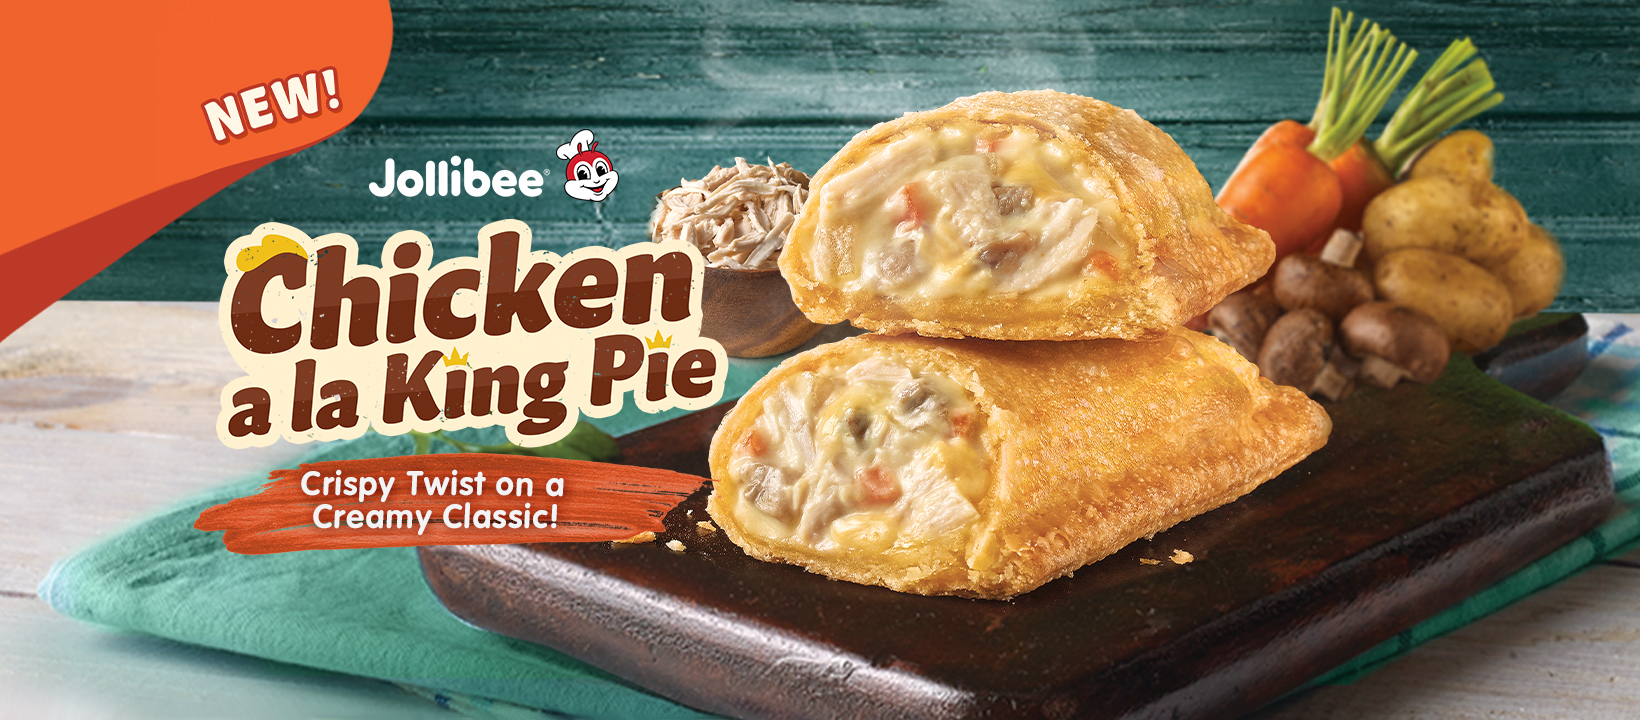 NEW!
Jollibee®
Chicken
a la King Pie
Crispy Twist on a
Creamy Classic!